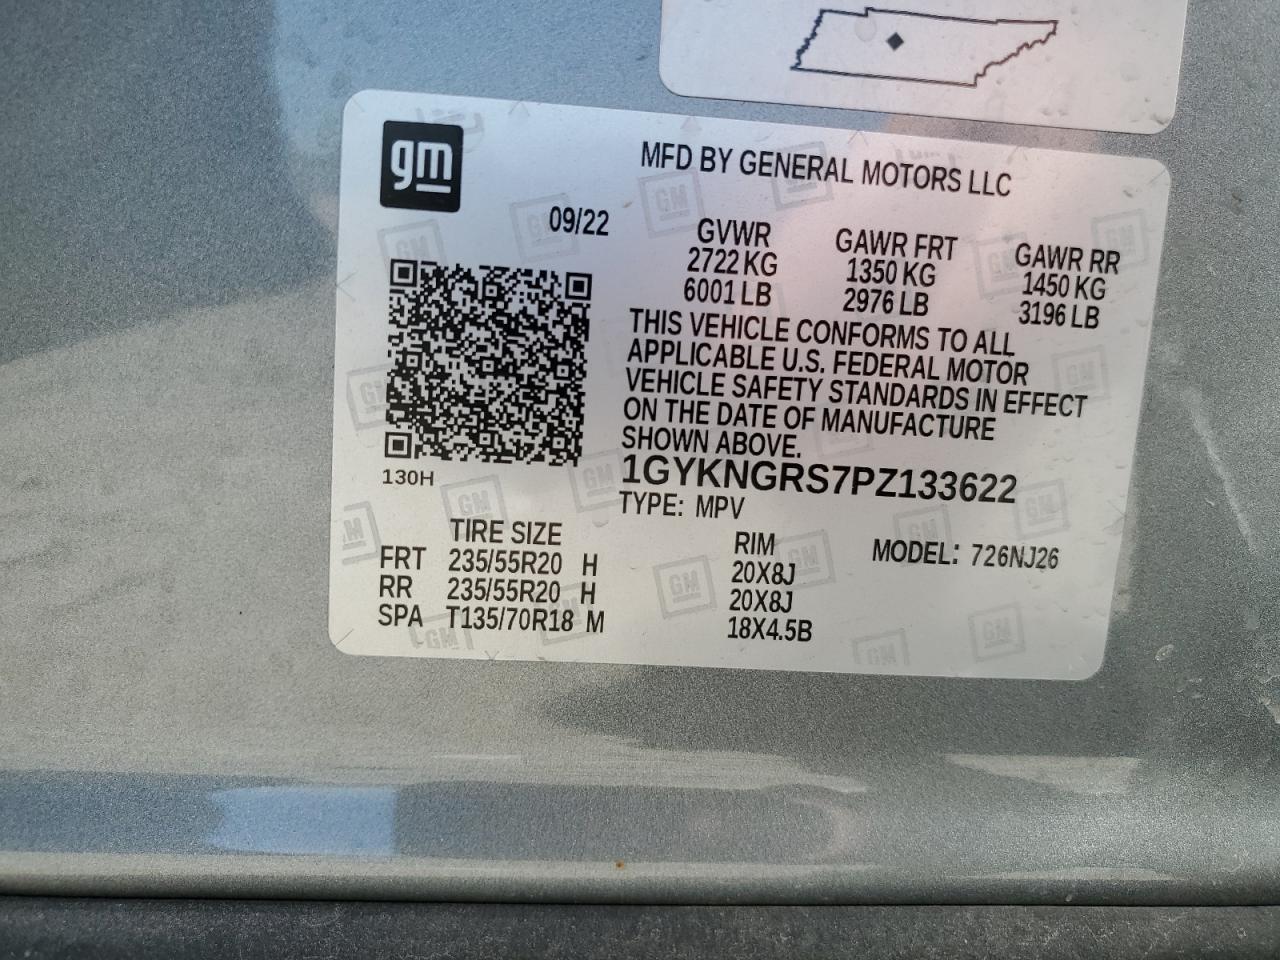 gm
MFD BY GENERAL MOTORS LLC
09/22
GVWR GAWR FRT GAWR RR
2722 KG 1350 KG 1450 KG
6001 LB 2976 LB 3196 LB
THIS VEHICLE CONFORMS TO ALL
APPLICABLE U.S. FEDERAL MOTOR
VEHICLE SAFETY STANDARDS IN EFFECT
ON THE DATE OF MANUFACTURE
SHOWN ABOVE.
130H
1GYKNGRS7PZ133622
TYPE: MPV
TIRE SIZE RIM MODEL: 726NJ26
FRT 235/55R20 H 20X8J
RR 235/55R20 H 20X8J
SPA T135/70R18 M 18X4.5B